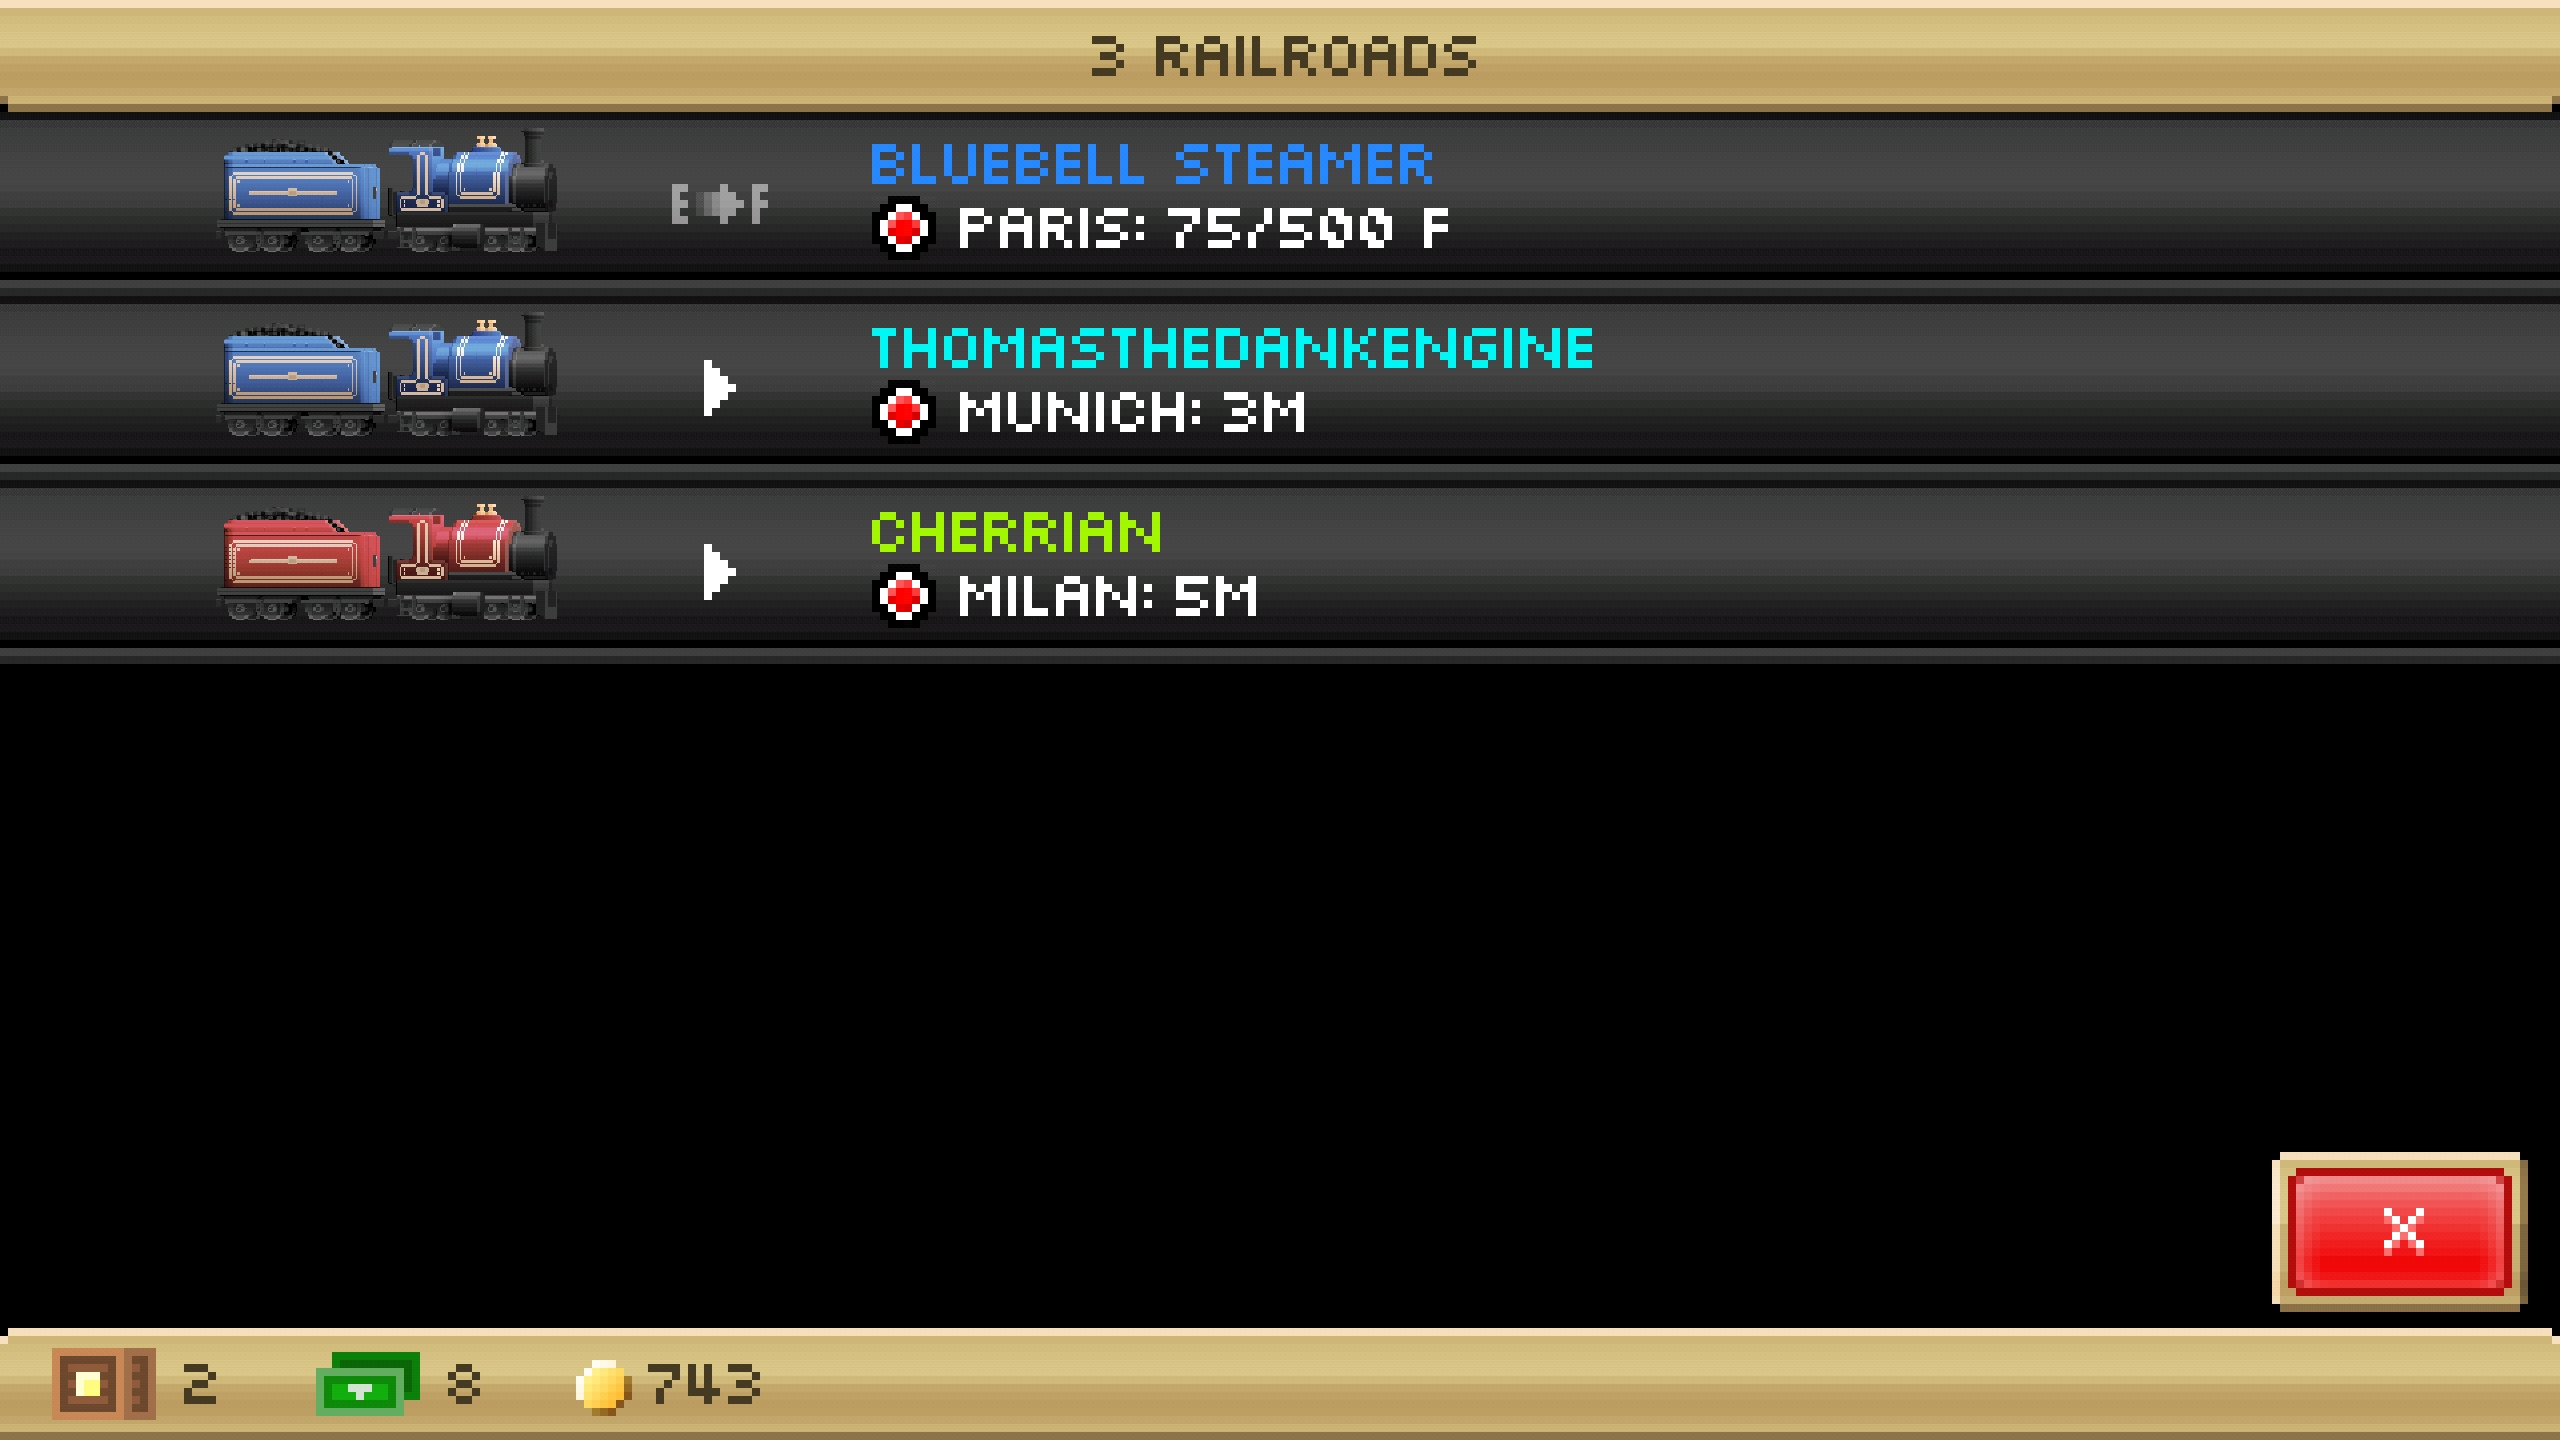 3 RAILROADS
BLUEBELL STEAMER
E F
PARIS: 75/500 F
THOMASTHEDANKENGINE
MUNICH: 3M
CHERRIAN
MILAN: 5M
X
2 8 743